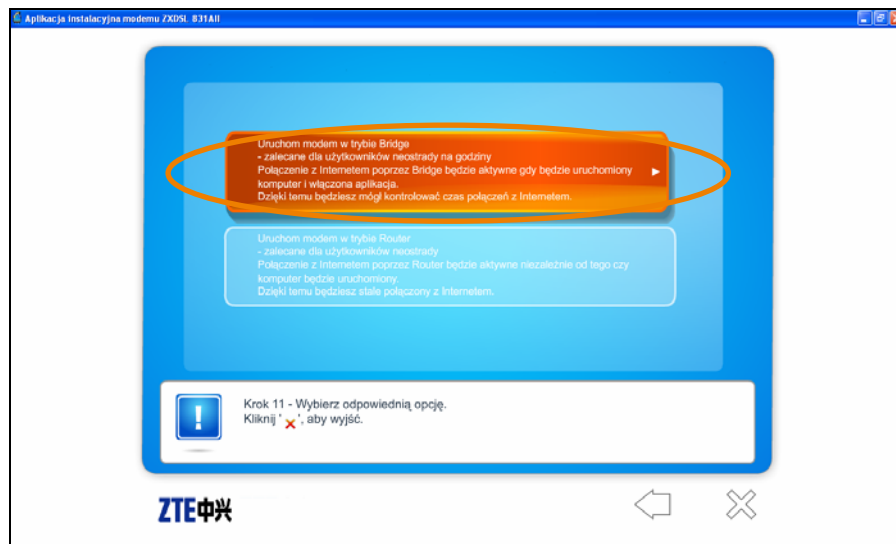 Aplikacja instalacyjna modemu ZXDSL 831AII
Uruchom modem w trybie Bridge
- zalecane dla użytkowników neostrady na godziny
Połączenie z Internetem poprzez Bridge będzie aktywne gdy będzie uruchomiony
komputer i włączona aplikacja.
Dzięki temu będziesz mógł kontrolować czas połączeń z Internetem.
Uruchom modem w trybie Router
- zalecane dla użytkowników neostrady
Połączenie z Internetem poprzez Router będzie aktywne niezależnie od tego czy
komputer będzie uruchomiony.
Dzięki temu będziesz stale połączony z Internetem.
Krok 11 - Wybierz odpowiednią opcję.
Kliknij ' ', aby wyjść.
ZTE中兴